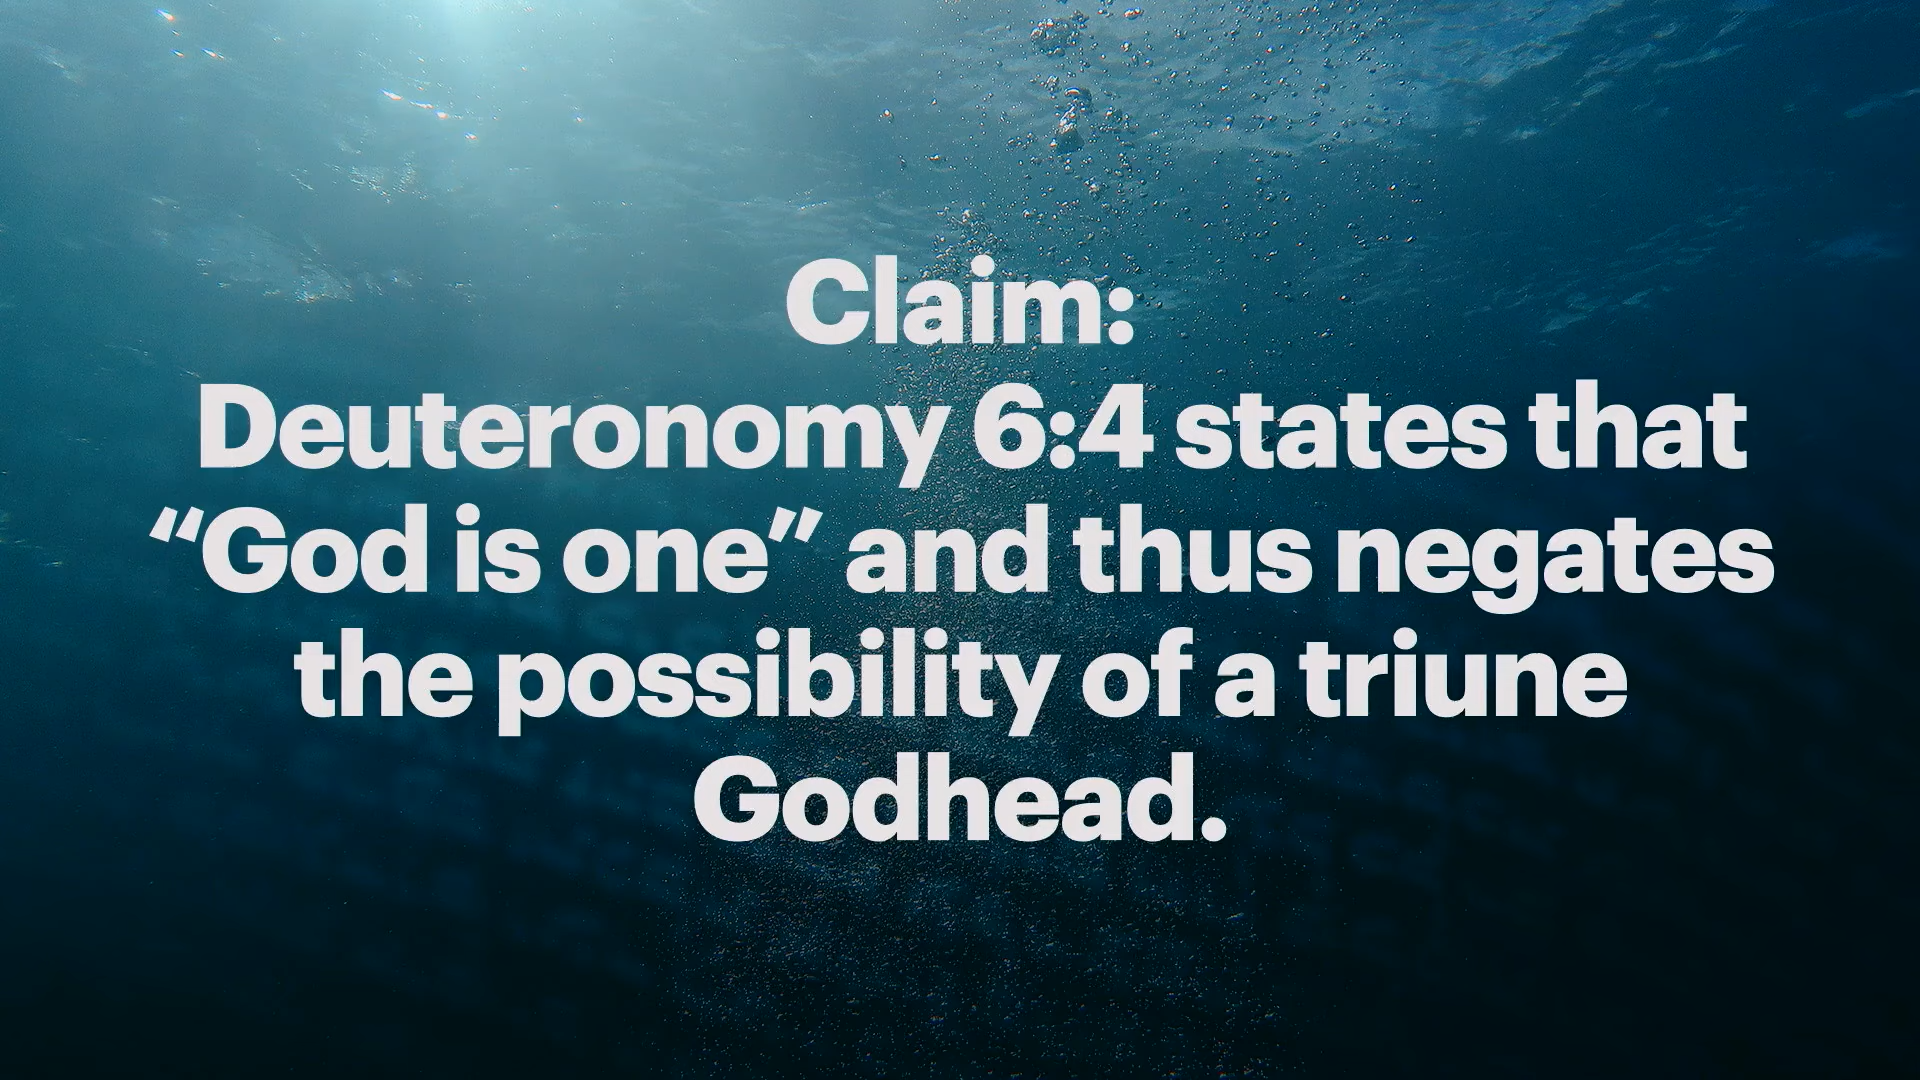 Claim:
Deuteronomy 6:4 states that
“God is one” and thus negates
the possibility of a triune
Godhead.